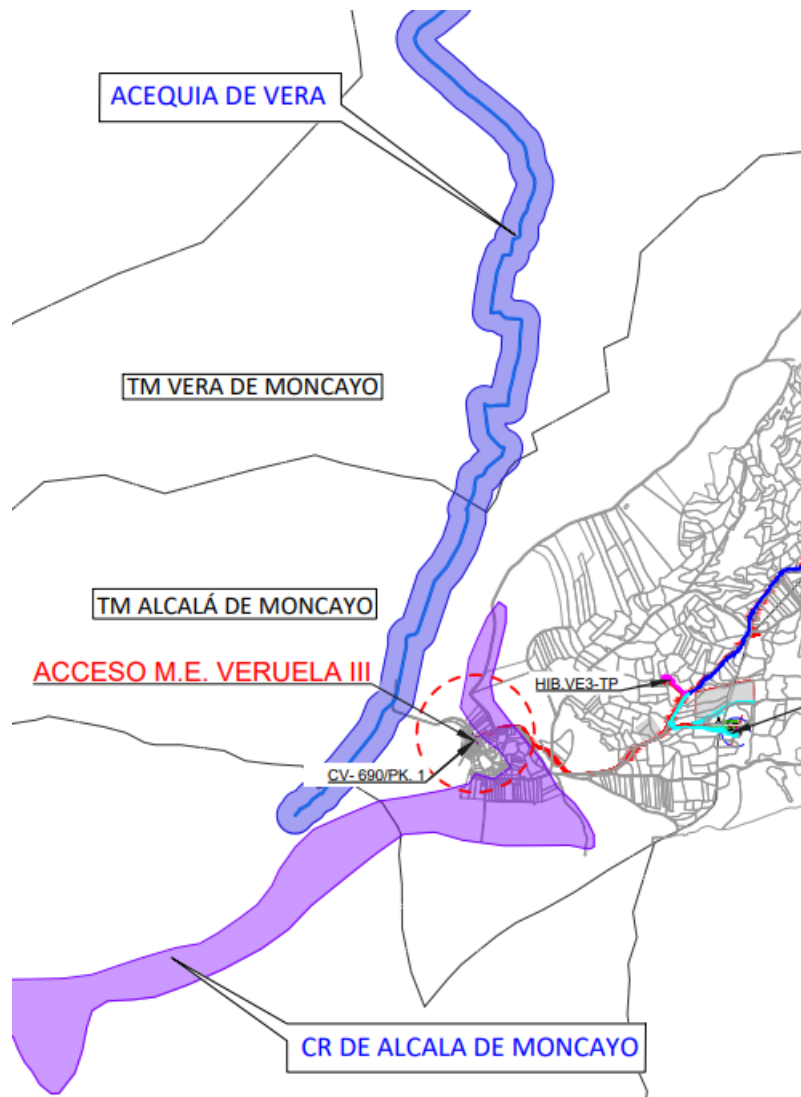 ACEQUIA DE VERA
TM VERA DE MONCAYO
TM ALCALÁ DE MONCAYO
ACCESO M.E. VERUELA III
HIB.VE3-TP
CV- 690/PK. 1
CR DE ALCALA DE MONCAYO